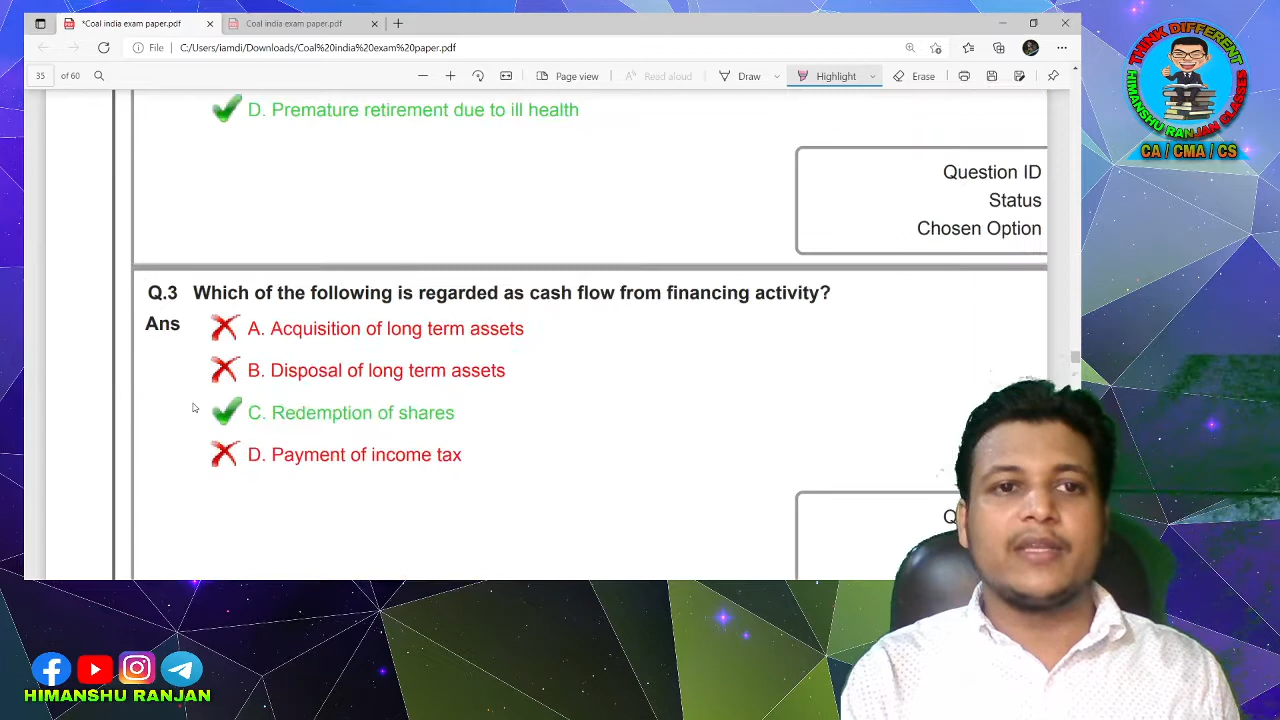 *Coal india exam paper.pdf
Coal india exam paper.pdf
File
C:/Users/iamdi/Downloads/Coal%20india%20exam%20paper.pdf
35 of 60
Page view
Read aloud
Draw
Highlight
Erase
D. Premature retirement due to ill health
Question ID
Status
Chosen Option
Q.3 Which of the following is regarded as cash flow from financing activity?
Ans
A. Acquisition of long term assets
B. Disposal of long term assets
C. Redemption of shares
D. Payment of income tax
Q
THINK DIFFERENT
HIMANSHU RANJAN CLASSES
CA / CMA / CS
HIMANSHU RANJAN